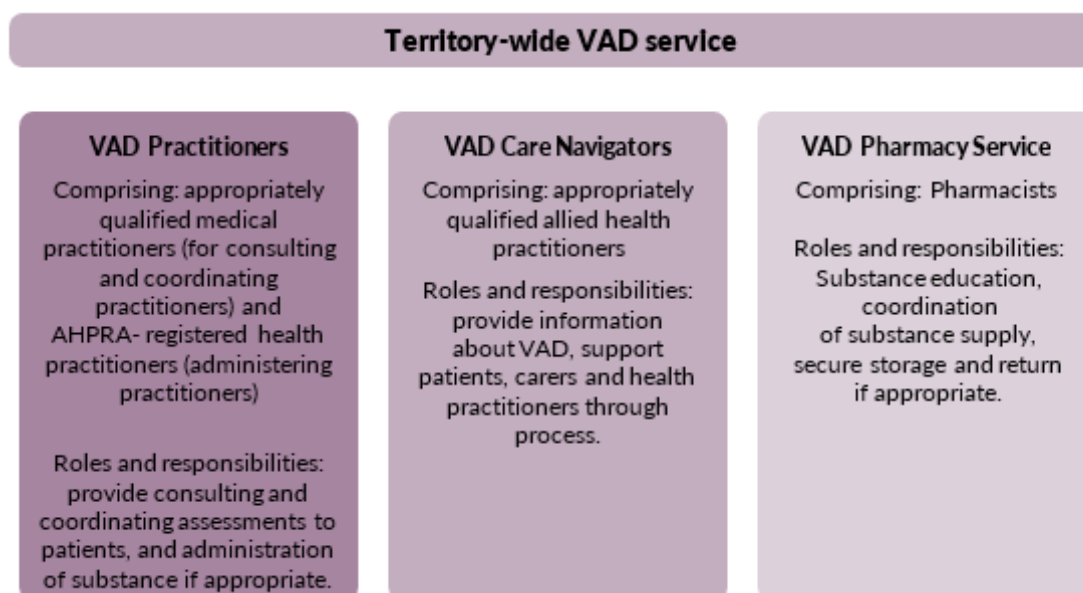 Territory-wide VAD service
VAD Practitioners
Comprising: appropriately
qualified medical
practitioners (for consulting
and coordinating
practitioners) and
AHPRA- registered health
practitioners (administering
practitioners)
Roles and responsibilities:
provide consulting and
coordinating assessments to
patients, and administration
of substance if appropriate.
VAD Care Navigators
Comprising: appropriately
qualified allied health
practitioners
Roles and responsibilities:
provide information
about VAD, support
patients, carers and health
practitioners through
process.
VAD Pharmacy Service
Comprising: Pharmacists
Roles and responsibilities:
Substance education,
coordination
of substance supply,
secure storage and return
if appropriate.